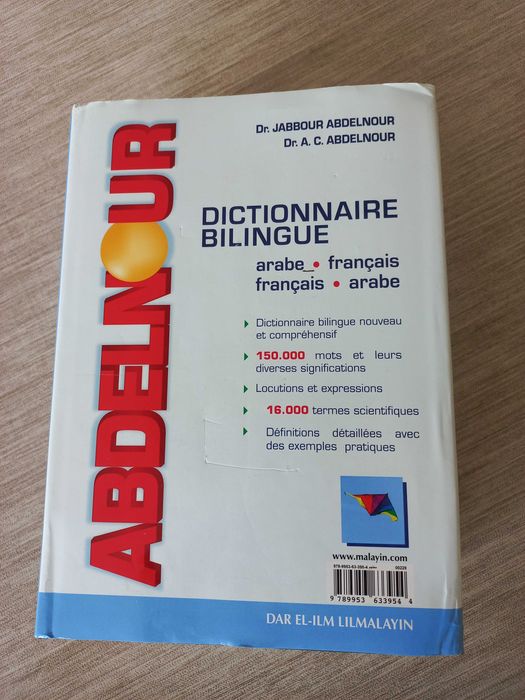 Dr. JABBOUR ABDELNOUR
Dr. A. C. ABDELNOUR
ABDELNOUR
DICTIONNAIRE
BILINGUE
arabe • français
français • arabe
Dictionnaire bilingue nouveau
et compréhensif
150.000 mots et leurs
diverses significations
Locutions et expressions
16.000 termes scientifiques
Définitions détaillées avec
des exemples pratiques
www.malayin.com
9 789953 633954
DAR EL-ILM LILMALAYIN